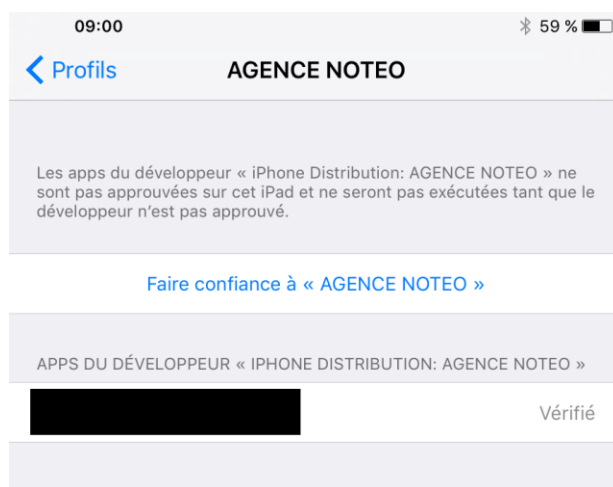 09:00
59 %
Profils
AGENCE NOTEO
Les apps du développeur « iPhone Distribution: AGENCE NOTEO » ne
sont pas approuvées sur cet iPad et ne seront pas exécutées tant que le
développeur n'est pas approuvé.
Faire confiance à « AGENCE NOTEO »
APPS DU DÉVELOPPEUR « IPHONE DISTRIBUTION: AGENCE NOTEO »
Vérifié